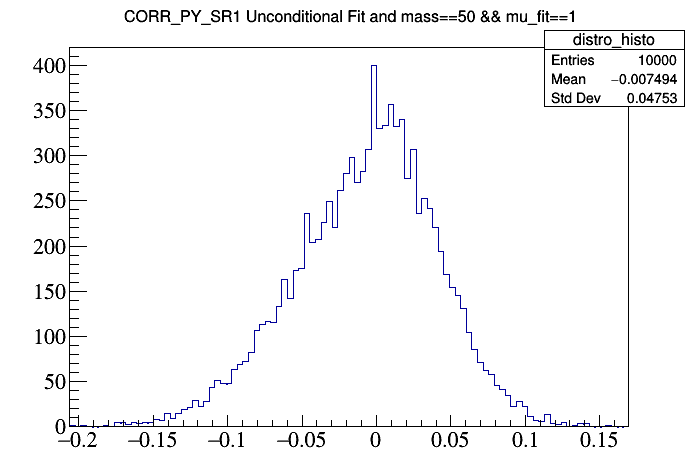 CORR_PY_SR1 Unconditional Fit and mass==50 && mu_fit==1
distro_histo
Entries 10000
Mean −0.007494
Std Dev 0.04753
400
350
300
250
200
150
100
50
0
−0.2 −0.15 −0.1 −0.05 0 0.05 0.1 0.15